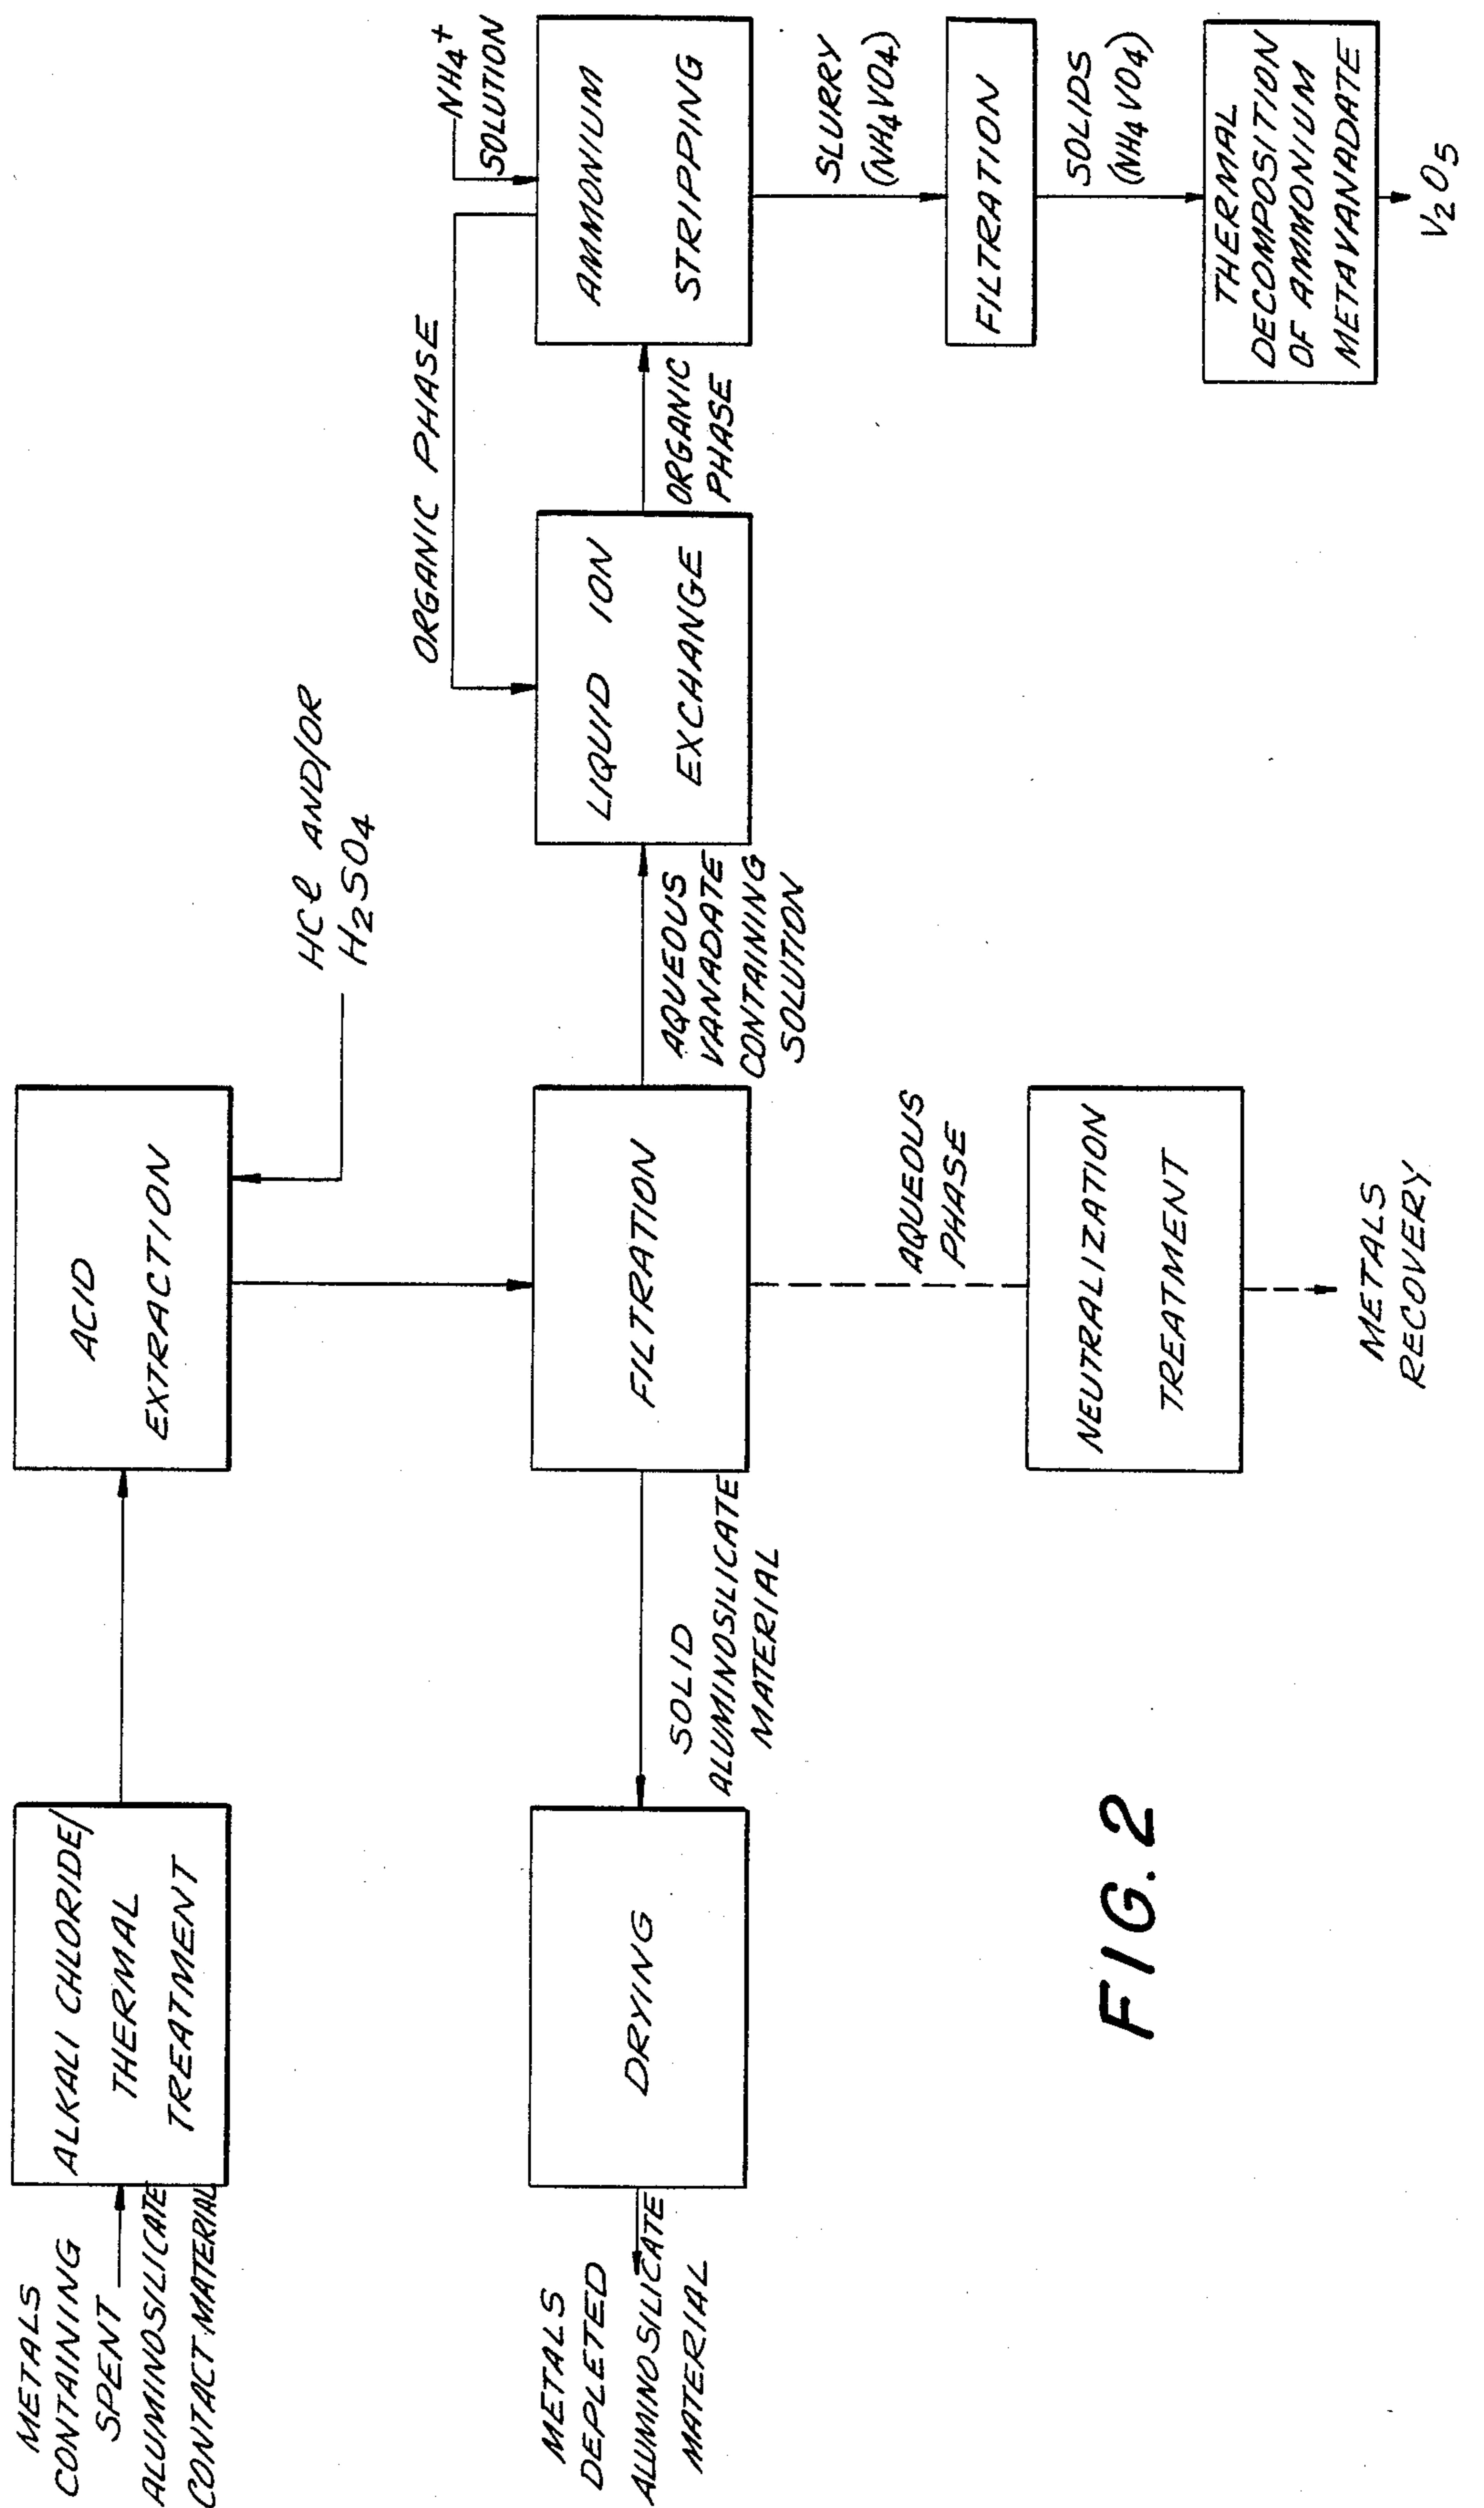 METALS
CONTAINING
SPENT
ALUMINOSILICATE
CONTACT MATERIAL
ALKALI CHLORIDE/
THERMAL
TREATMENT
ACID
EXTRACTION
HCl AND/OR
H2SO4
FILTRATION
SOLID
ALUMINOSILICATE
MATERIAL
DRYING
METALS
DEPLETED
ALUMINOSILICATE
MATERIAL
AQUEOUS
PHASE
NEUTRALIZATION
TREATMENT
METALS
RECOVERY
AQUEOUS
VANADATE
CONTAINING
SOLUTION
LIQUID ION
EXCHANGE
ORGANIC PHASE
ORGANIC
PHASE
NH4+
SOLUTION
AMMONIUM
STRIPPING
SLURRY
(NH4VO4)
FILTRATION
SOLIDS
(NH4VO4)
THERMAL
DECOMPOSITION
OF AMMONIUM
METAVANADATE
V2O5
FIG. 2